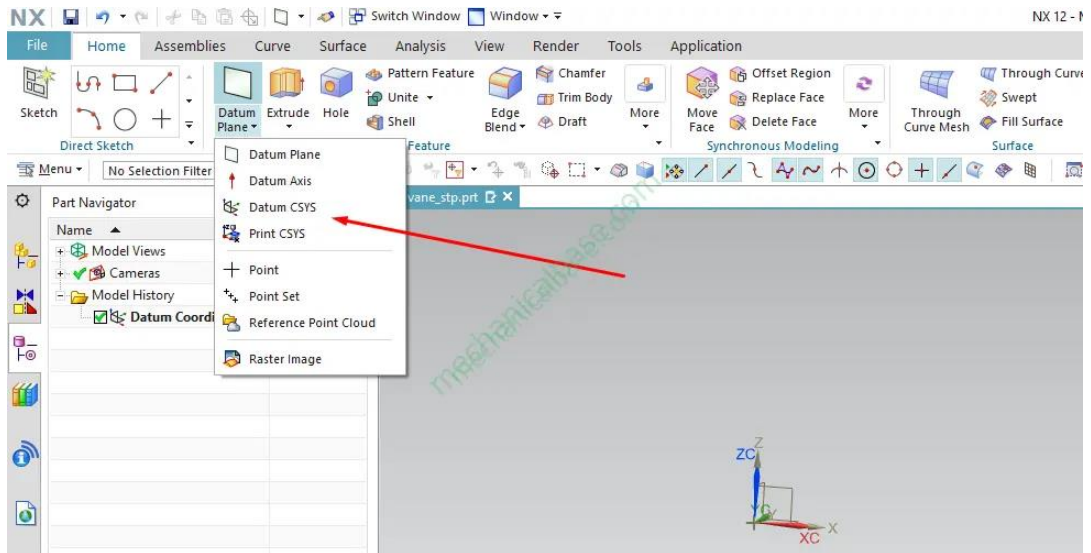 NX Switch Window Window NX 12 - N
File Home Assemblies Curve Surface Analysis View Render Tools Application
Sketch
Direct Sketch
Datum Plane
Extrude
Hole
Pattern Feature
Unite
Shell
Edge Blend
Chamfer
Trim Body
Draft
More
Feature
Move Face
Offset Region
Replace Face
Delete Face
More
Synchronous Modeling
Through Curve Mesh
Through Curve
Swept
Fill Surface
Surface
Menu No Selection Filter
Part Navigator
vane_stp.prt
Name
Model Views
Cameras
Model History
Datum Coordi
Datum Plane
Datum Axis
Datum CSYS
Print CSYS
Point
Point Set
Reference Point Cloud
Raster Image
mechanicalbase.com
Z
ZC
YC
Y
X
XC